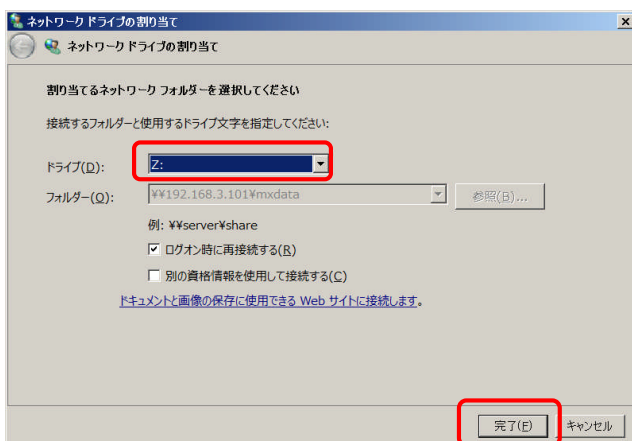 ネットワーク ドライブの割り当て
ネットワーク ドライブの割り当て
割り当てるネットワーク フォルダーを選択してください
接続するフォルダーと使用するドライブ文字を指定してください:
ドライブ(D): Z:
フォルダー(O): ¥¥192.168.3.101¥mxdata 参照(B)...
例: ¥¥server¥share
ログオン時に再接続する(R)
別の資格情報を使用して接続する(C)
ドキュメントと画像の保存に使用できる Web サイトに接続します。
完了(F) キャンセル